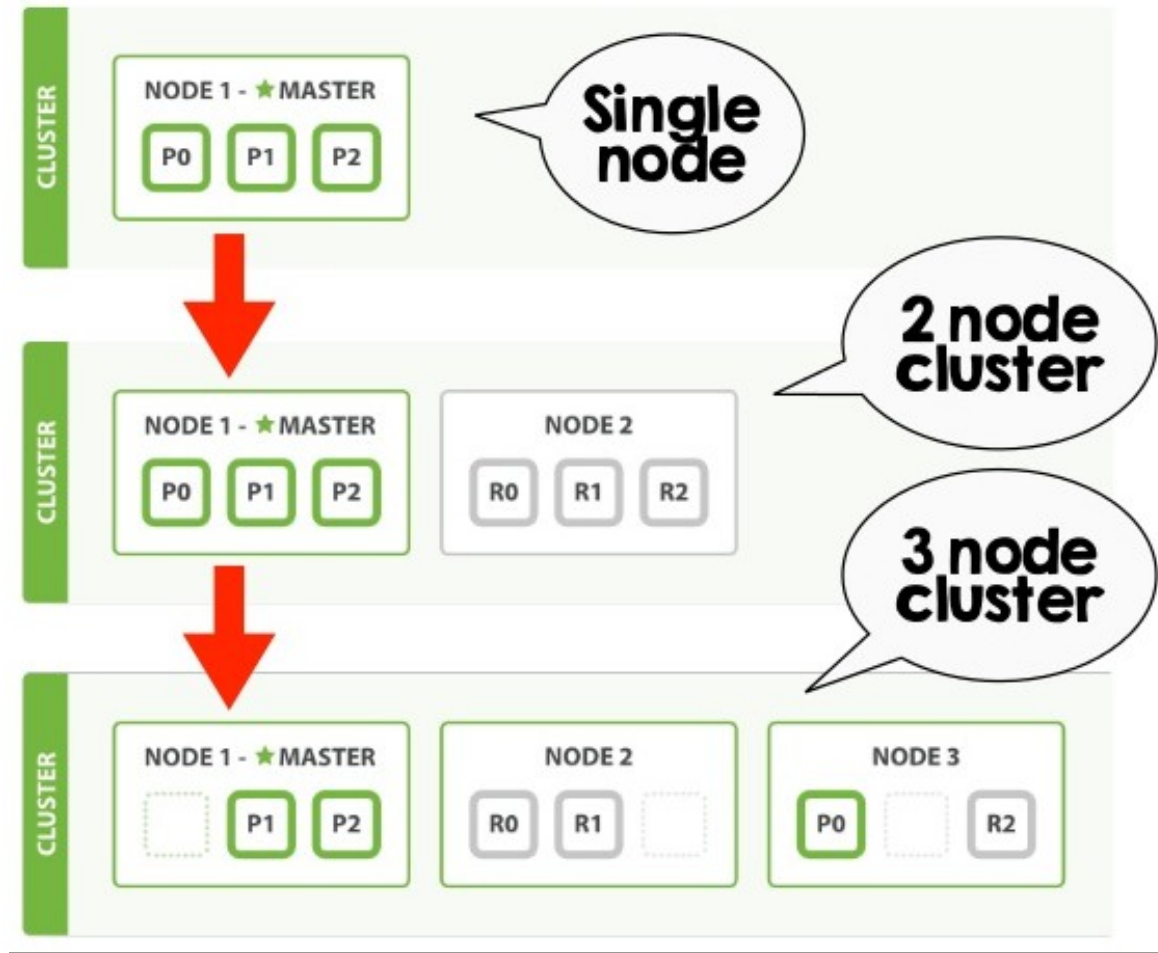 CLUSTER
NODE 1 - ★ MASTER
P0 P1 P2
Single
node
CLUSTER
NODE 1 - ★ MASTER
P0 P1 P2
NODE 2
R0 R1 R2
2 node
cluster
CLUSTER
NODE 1 - ★ MASTER
P1 P2
NODE 2
R0 R1
NODE 3
P0 R2
3 node
cluster